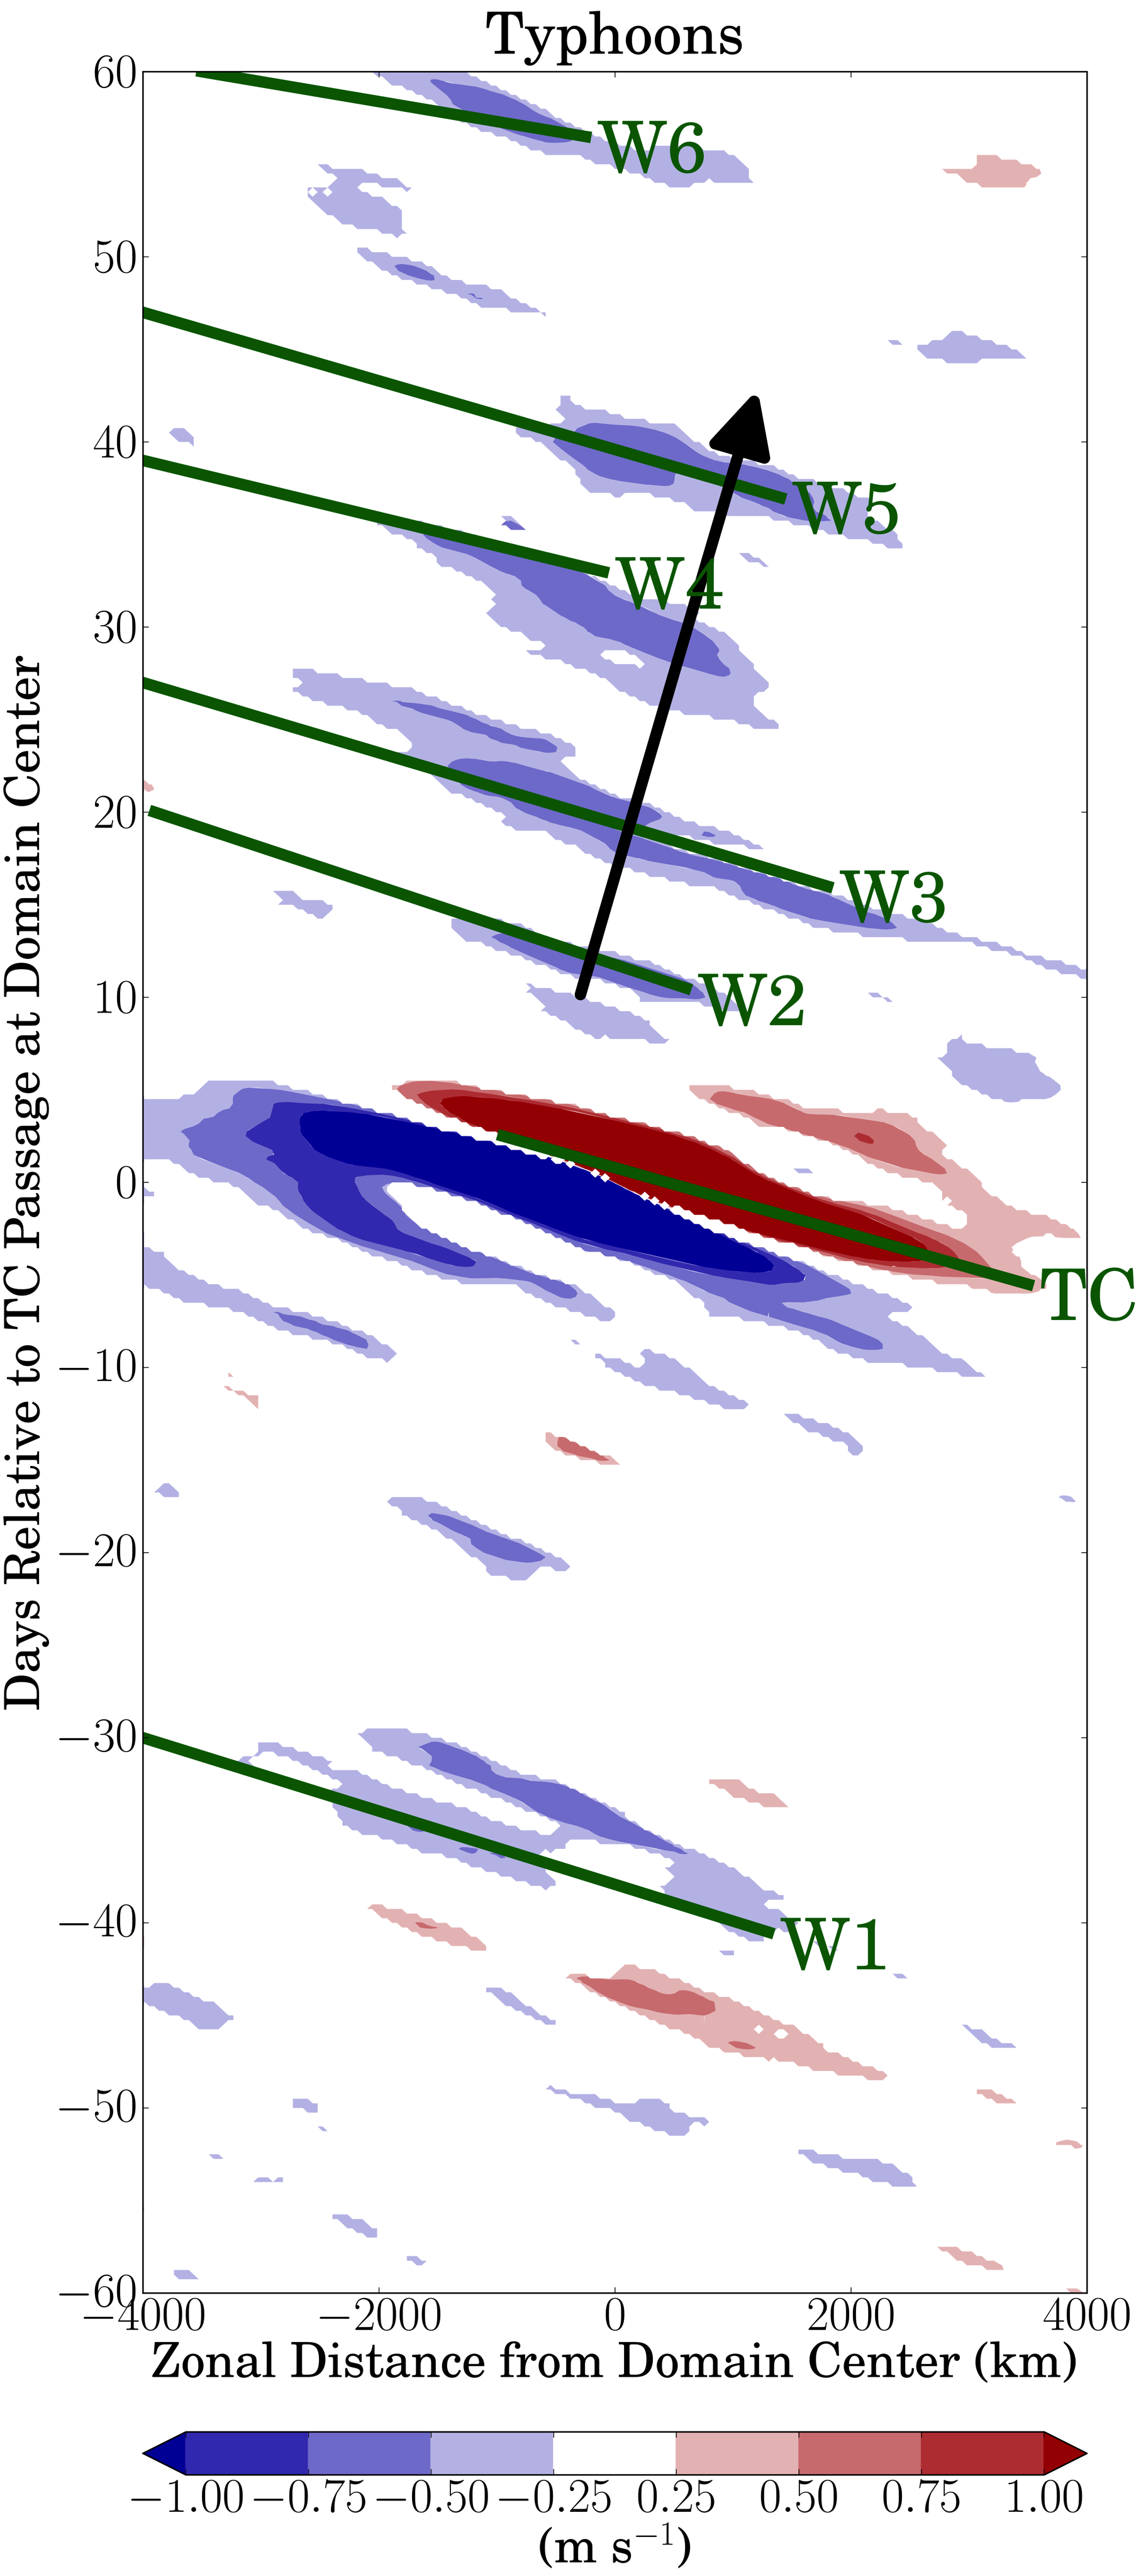 Typhoons
Days Relative to TC Passage at Domain Center
60
50
40
30
20
10
0
−10
−20
−30
−40
−50
−60
W6
W5
W4
W3
W2
TC
W1
−4000 −2000 0 2000 4000
Zonal Distance from Domain Center (km)
−1.00 −0.75 −0.50 −0.25 0.25 0.50 0.75 1.00
(m s⁻¹)